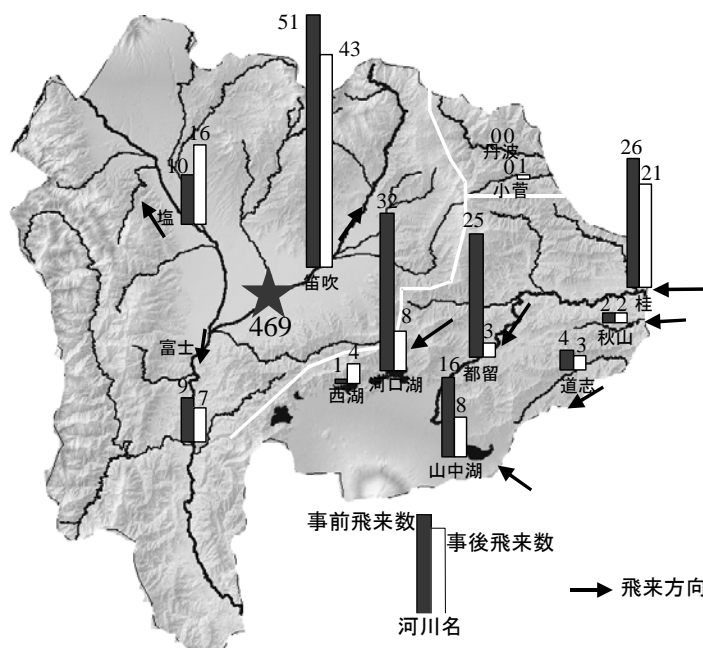 51
43
16
10
塩
00
丹波
01
小菅
26
21
桂
32
25
笛吹
469
8
3
都留
2 2
秋山
4
3
道志
富士
9
7
1
4
西湖
河口湖
16
8
山中湖
事前飛来数
事後飛来数
河川名
飛来方向